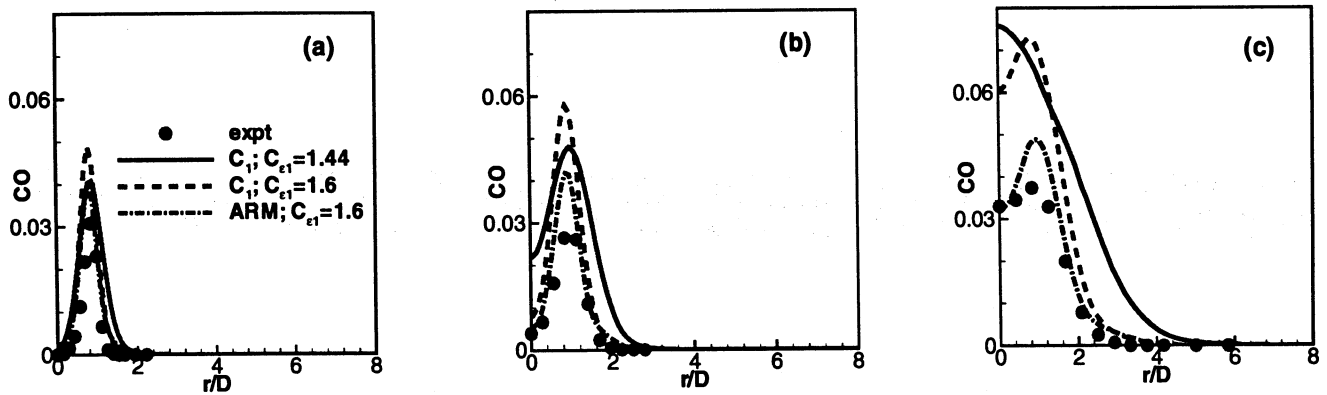 (a)
0.06
expt
C₁; Cε₁=1.44
C₁; Cε₁=1.6
ARM; Cε₁=1.6
CO
0.03
0
0 2 4 6 8
r/D
(b)
0.06
CO
0.03
0
0 2 4 6 8
r/D
(c)
0.06
CO
0.03
0
0 2 4 6 8
r/D